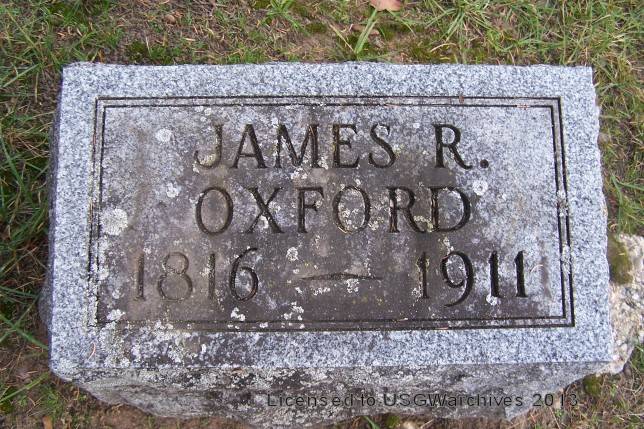 JAMES R.
OXFORD
1816 — 1911
Licensed to USGWarchives 2013